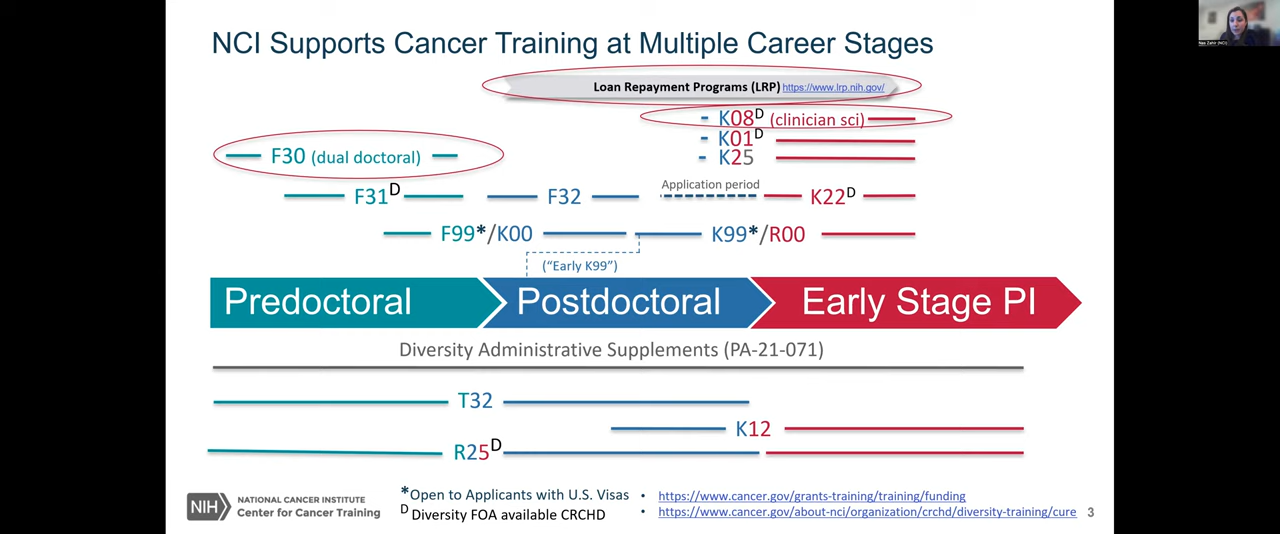 NCI Supports Cancer Training at Multiple Career Stages
Nas Zahir (NCI)
Loan Repayment Programs (LRP) https://www.lrp.nih.gov/
K08D (clinician sci)
K01D
F30 (dual doctoral)
K25
Application period
F31D
F32
K22D
F99*/K00
K99*/R00
("Early K99")
Predoctoral
Postdoctoral
Early Stage PI
Diversity Administrative Supplements (PA-21-071)
T32
K12
R25D
NIH
NATIONAL CANCER INSTITUTE
Center for Cancer Training
*Open to Applicants with U.S. Visas
D Diversity FOA available CRCHD
• https://www.cancer.gov/grants-training/training/funding
• https://www.cancer.gov/about-nci/organization/crchd/diversity-training/cure
3